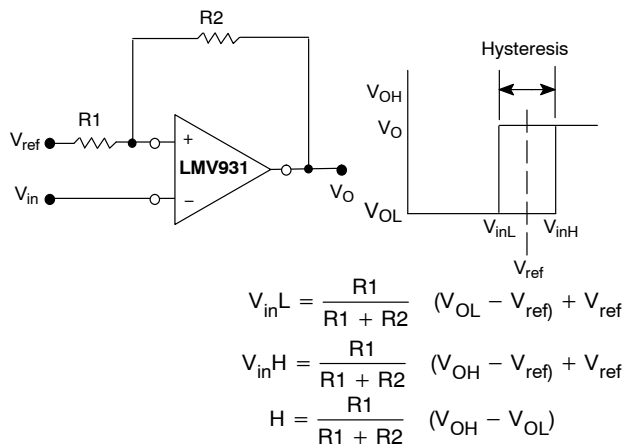 R2
Hysteresis
R1
V_OH
V_ref
+
V_O
LMV931
V_in
−
V_O
V_OL
V_inL
V_inH
V_ref
V_inL = R1 / (R1 + R2) (V_OL − V_ref) + V_ref
V_inH = R1 / (R1 + R2) (V_OH − V_ref) + V_ref
H = R1 / (R1 + R2) (V_OH − V_OL)